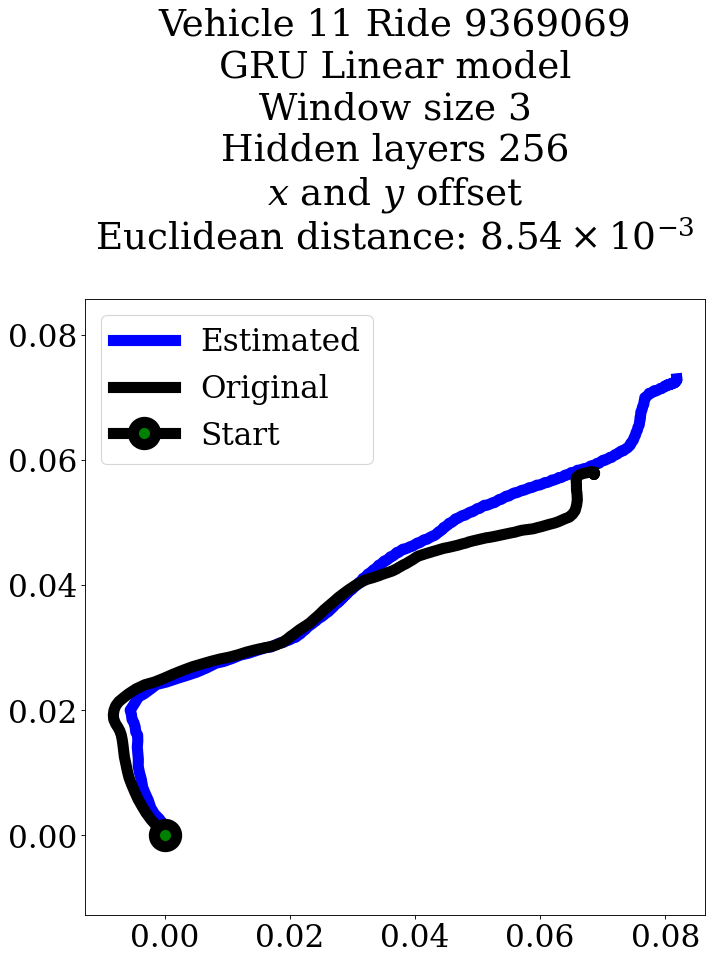 Vehicle 11 Ride 9369069
GRU Linear model
Window size 3
Hidden layers 256
x and y offset
Euclidean distance: 8.54 × 10⁻³
Estimated
Original
Start
0.08
0.06
0.04
0.02
0.00
0.00 0.02 0.04 0.06 0.08